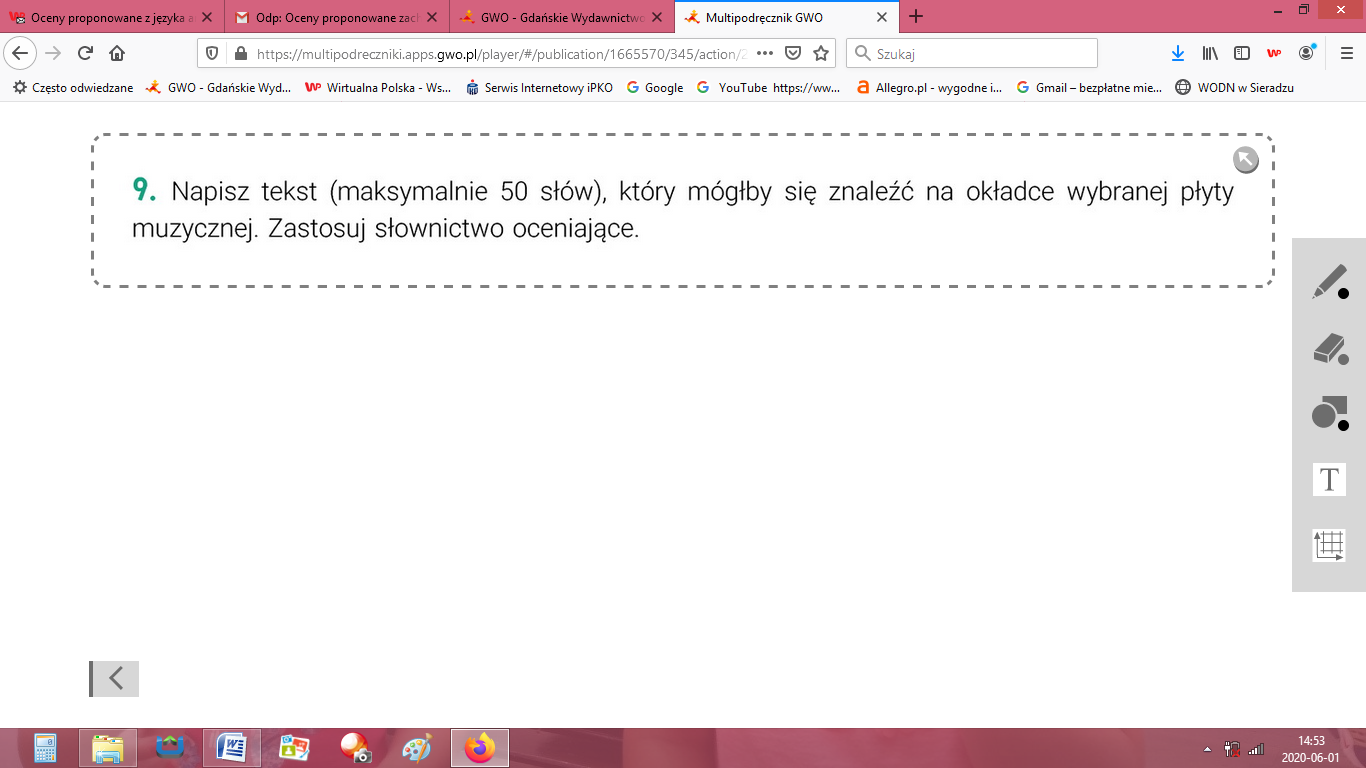 Oceny proponowane z języka a
Odp: Oceny proponowane zac
GWO - Gdańskie Wydawnictwo
Multipodręcznik GWO
https://multipodreczniki.apps.gwo.pl/player/#/publication/1665570/345/action/2
Szukaj
Często odwiedzane
GWO - Gdańskie Wyd...
Wirtualna Polska - Ws...
Serwis Internetowy iPKO
Google
YouTube https://ww...
Allegro.pl - wygodne i...
Gmail – bezpłatne mie...
WODN w Sieradzu
9. Napisz tekst (maksymalnie 50 słów), który mógłby się znaleźć na okładce wybranej płyty
muzycznej. Zastosuj słownictwo oceniające.
T
14:53
2020-06-01